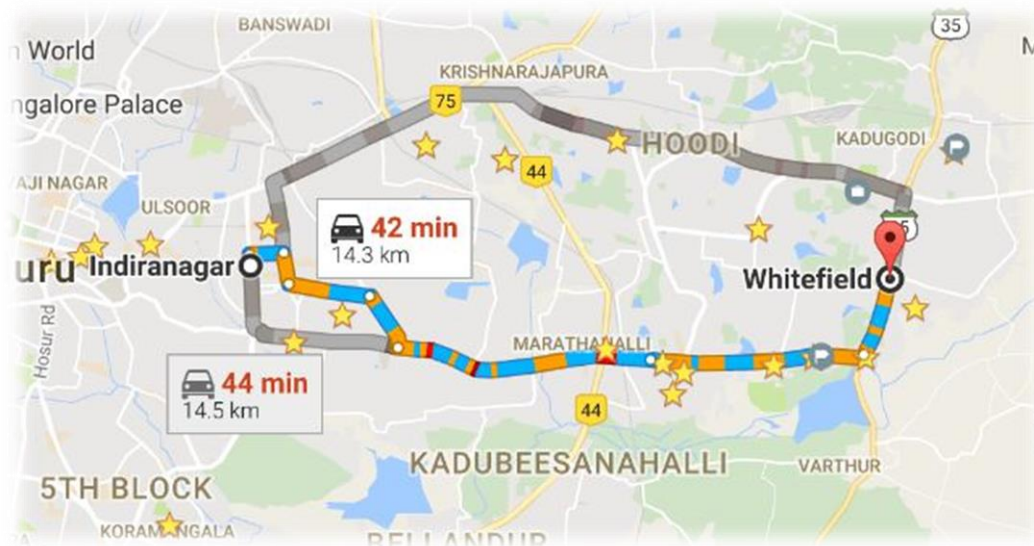 BANSWADI
35
World
KRISHNARAJAPURA
75
ngalore Palace
HOODI
KADUGODI
44
AJI NAGAR
ULSOOR
42 min
14.3 km
uru
Indiranagar
Whitefield
Hosur Rd
MARATHAHALLI
44 min
14.5 km
44
KADUBEESANAHALLI
VARTHUR
5TH BLOCK
KORAMANGALA
BELLANDUR